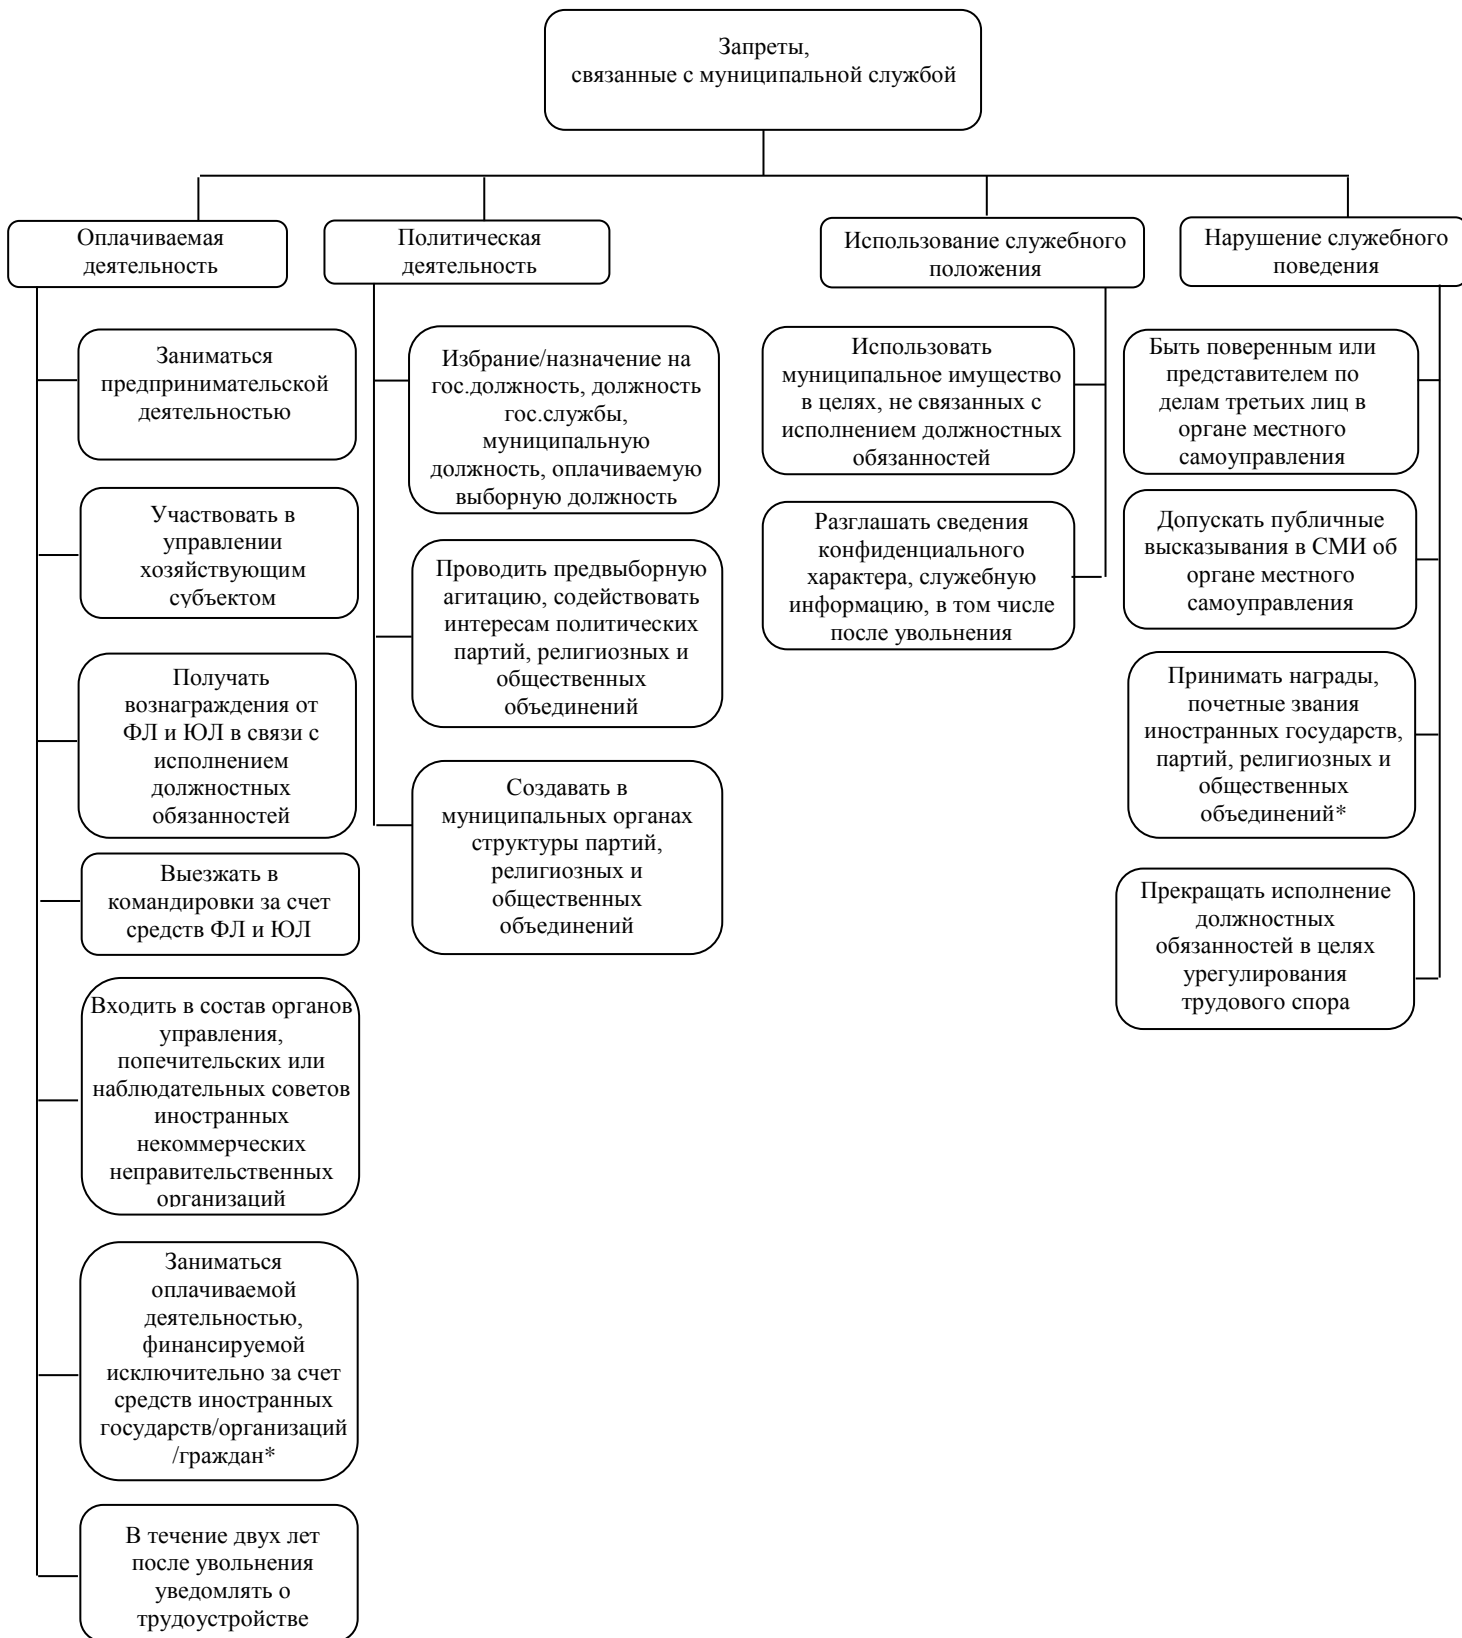 Запреты,
связанные с муниципальной службой
Оплачиваемая
деятельность
Политическая
деятельность
Использование служебного
положения
Нарушение служебного
поведения
Заниматься
предпринимательской
деятельностью
Участвовать в
управлении
хозяйствующим
субъектом
Получать
вознаграждения от
ФЛ и ЮЛ в связи с
исполнением
должностных
обязанностей
Выезжать в
командировки за счет
средств ФЛ и ЮЛ
Входить в состав органов
управления,
попечительских или
наблюдательных советов
иностранных
некоммерческих
неправительственных
организаций
Заниматься
оплачиваемой
деятельностью,
финансируемой
исключительно за счет
средств иностранных
государств/организаций
/граждан*
В течение двух лет
после увольнения
уведомлять о
трудоустройстве
Избрание/назначение на
гос.должность, должность
гос.службы,
муниципальную
должность, оплачиваемую
выборную должность
Проводить предвыборную
агитацию, содействовать
интересам политических
партий, религиозных и
общественных
объединений
Создавать в
муниципальных органах
структуры партий,
религиозных и
общественных
объединений
Использовать
муниципальное имущество
в целях, не связанных с
исполнением должностных
обязанностей
Разглашать сведения
конфиденциального
характера, служебную
информацию, в том числе
после увольнения
Быть поверенным или
представителем по
делам третьих лиц в
органе местного
самоуправления
Допускать публичные
высказывания в СМИ об
органе местного
самоуправления
Принимать награды,
почетные звания
иностранных государств,
партий, религиозных и
общественных
объединений*
Прекращать исполнение
должностных
обязанностей в целях
урегулирования
трудового спора